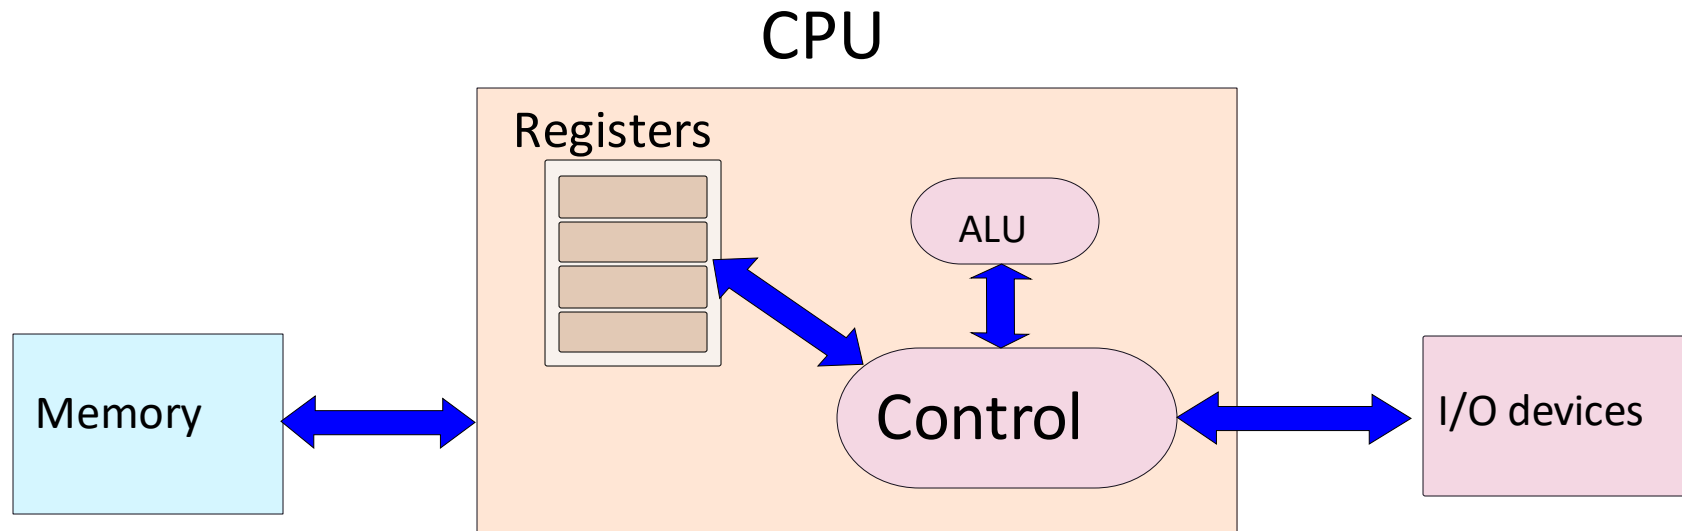 CPU
Registers
ALU
Memory
Control
I/O devices